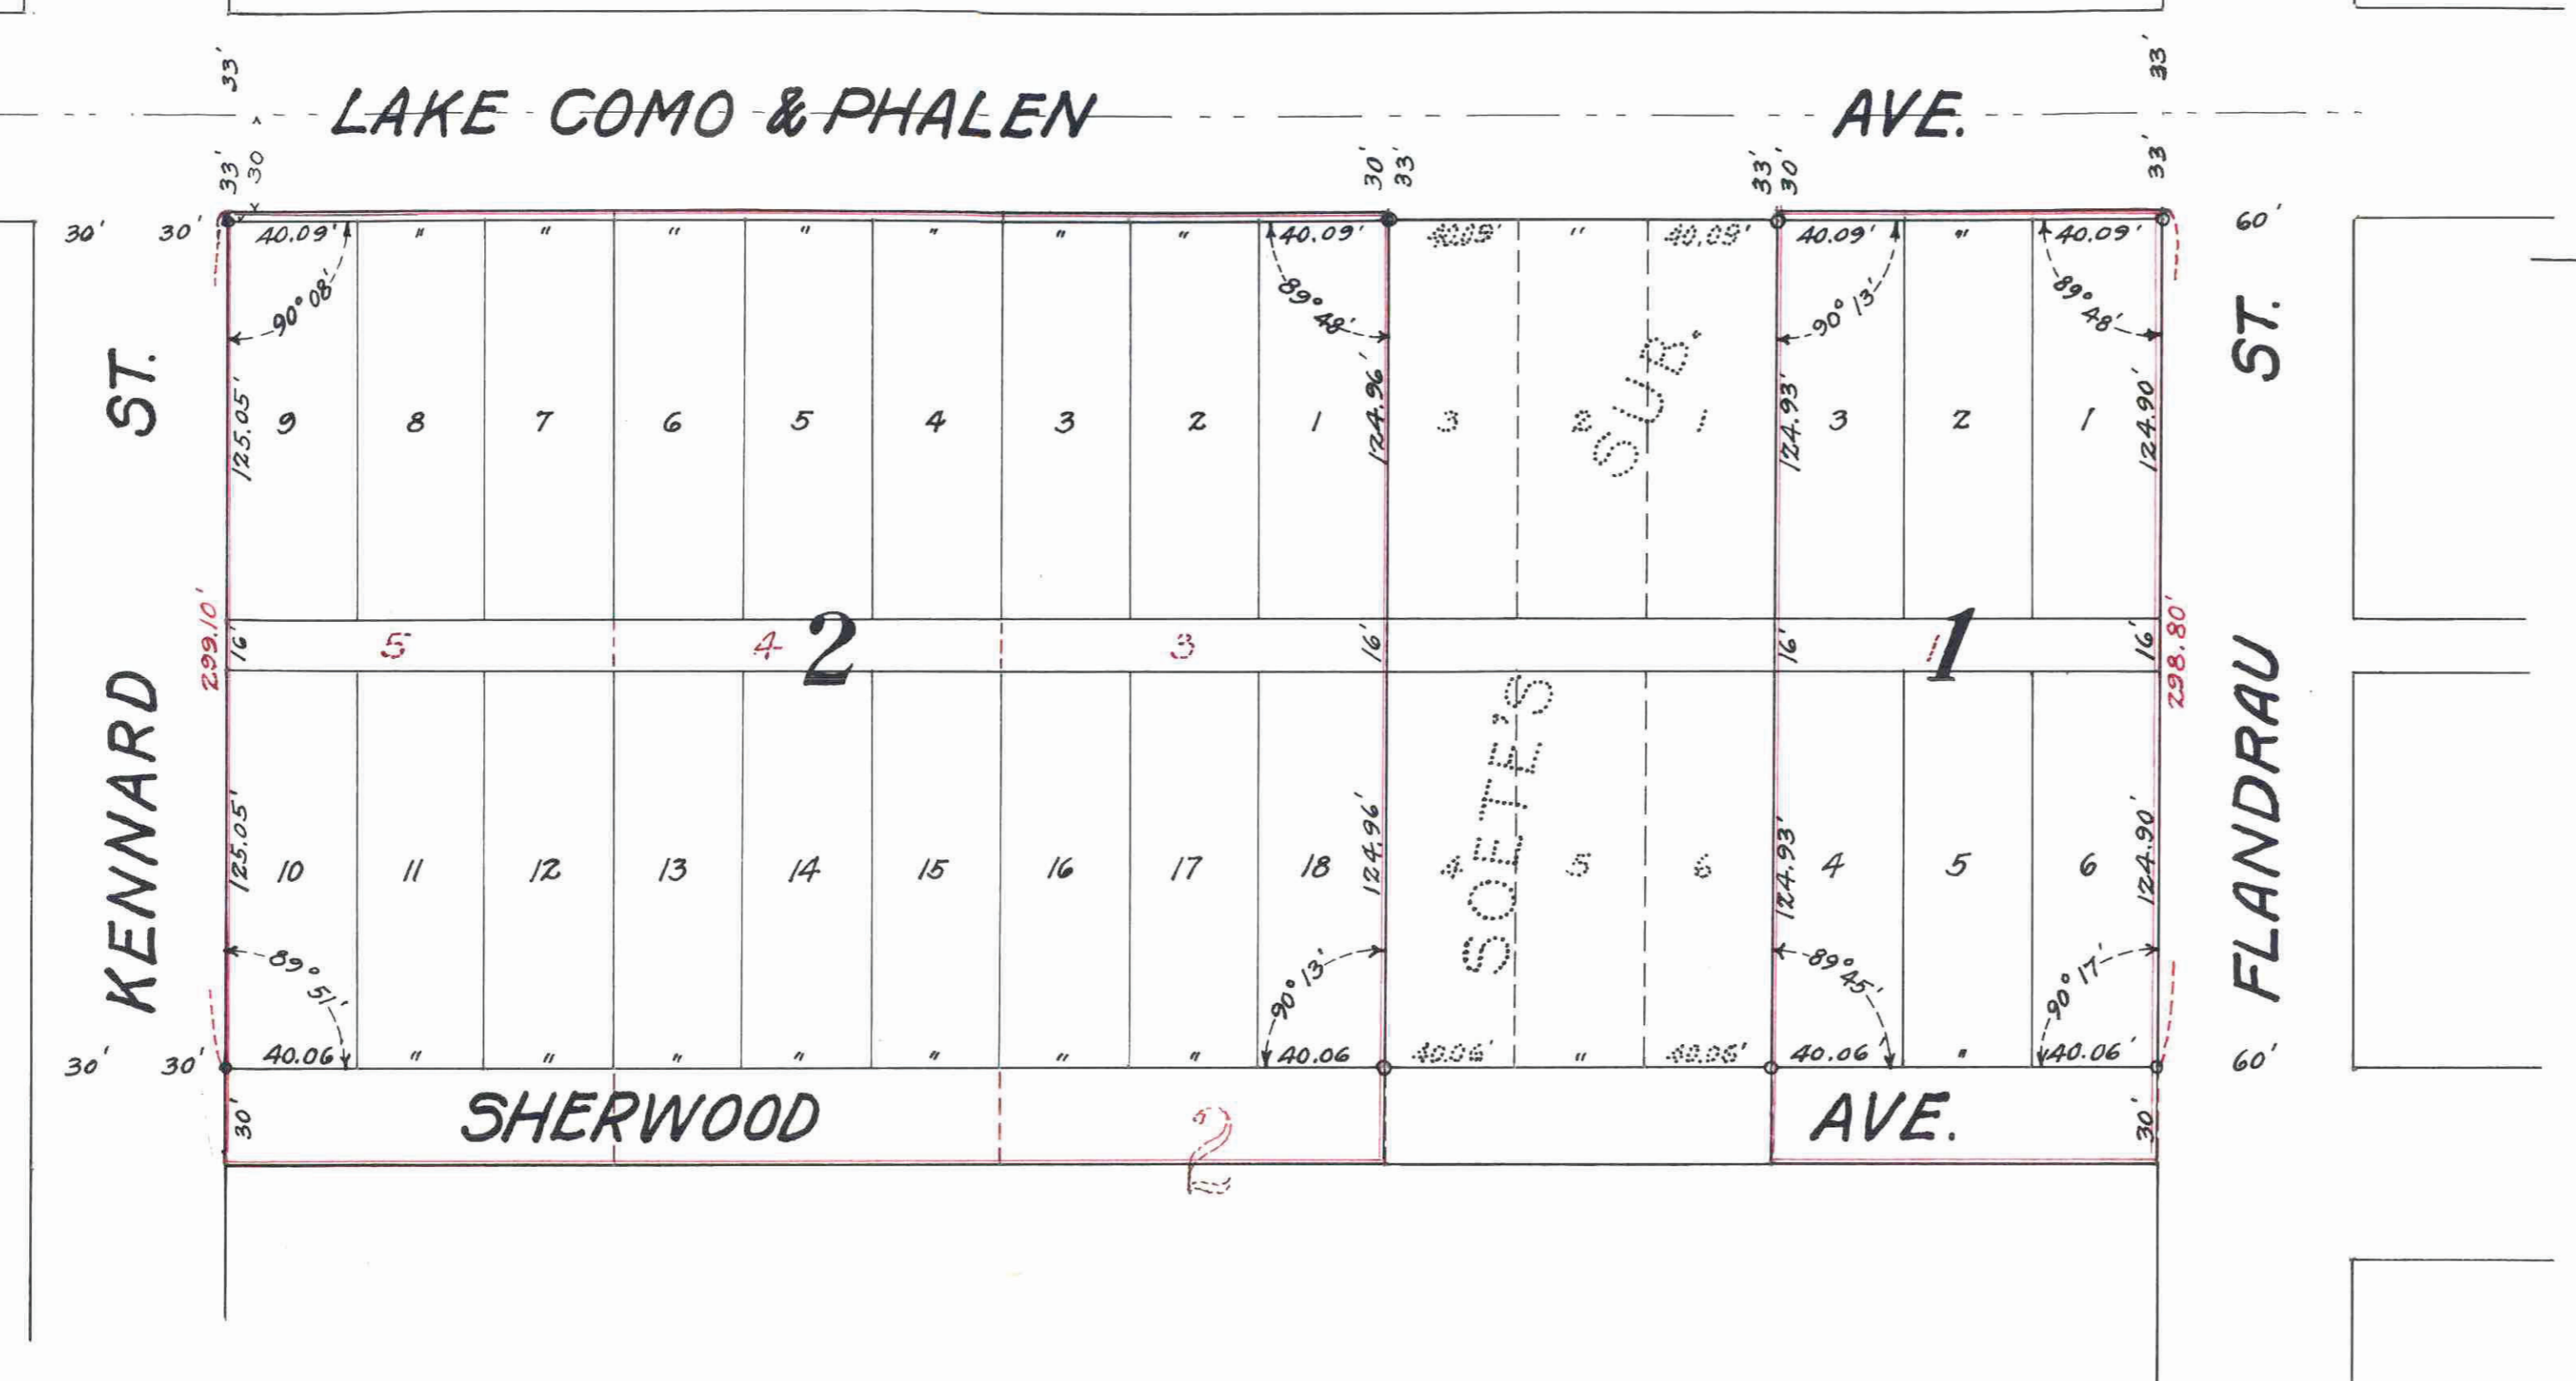 33' 33'
LAKE COMO & PHALEN AVE.
33' 30 30' 33' 33' 30' 33'
30' 30' 40.09' " " " " " " " 40.09' 40.09' " 40.09' 40.09' " 40.09' 60'
90° 08' 89° 48' 90° 13' 89° 48'
KENNARD ST.
FLANDRAU ST.
125.05' 124.96' 124.93' 124.90'
9 8 7 6 5 4 3 2 1 3 2 1 3 2 1
SOETE'S SUB.
299.10' 16' 5 4 2 3 16' 16' 1 1 16' 298.80'
125.05' 124.96' 124.93' 124.90'
10 11 12 13 14 15 16 17 18 4 5 6 4 5 6
89° 51' 90° 13' 89° 45' 90° 17'
30' 30' 40.06 " " " " " " " 40.06 40.06' " 40.06' 40.06' " 40.06' 60'
30' SHERWOOD AVE. 30'
2